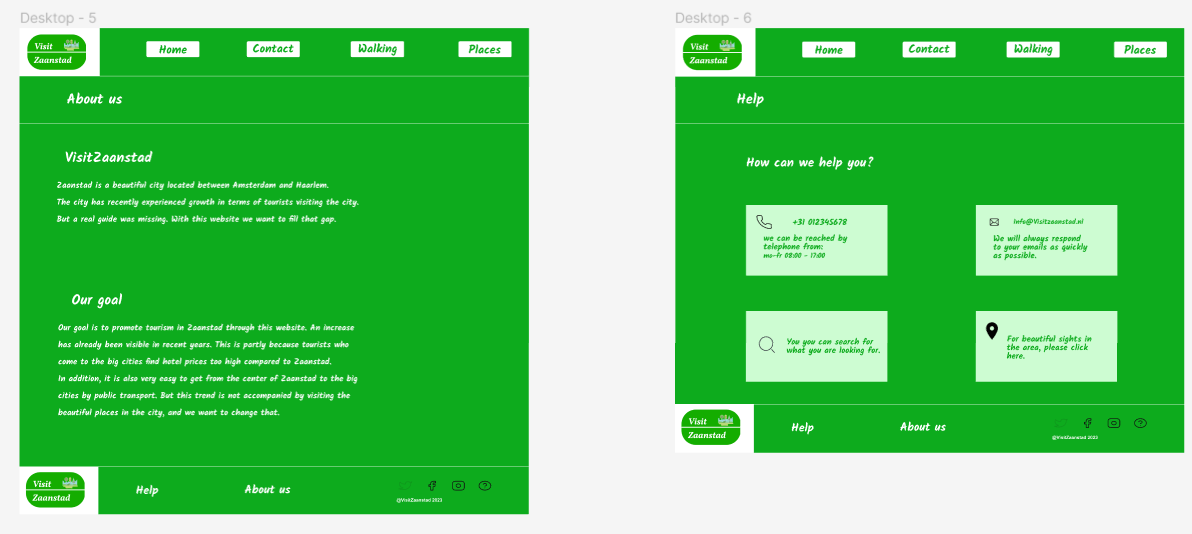 Desktop - 5
Visit
Zaanstad
Home
Contact
Walking
Places
About us
VisitZaanstad
Zaanstad is a beautiful city located between Amsterdam and Haarlem.
The city has recently experienced growth in terms of tourists visiting the city.
But a real guide was missing. With this website we want to fill that gap.
Our goal
Our goal is to promote tourism in Zaanstad through this website. An increase
has already been visible in recent years. This is partly because tourists who
come to the big cities find hotel prices too high compared to Zaanstad.
In addition, it is also very easy to get from the center of Zaanstad to the big
cities by public transport. But this trend is not accompanied by visiting the
beautiful places in the city, and we want to change that.
Visit
Zaanstad
Help
About us
@VisitZaanstad 2023
Desktop - 6
Visit
Zaanstad
Home
Contact
Walking
Places
Help
How can we help you?
+31 012345678
we can be reached by
telephone from:
mo-fr 08:00 - 17:00
Info@Visitzaanstad.nl
We will always respond
to your emails as quickly
as possible.
You you can search for
what you are looking for.
For beautiful sights in
the area, please click
here.
Visit
Zaanstad
Help
About us
@VisitZaanstad 2023